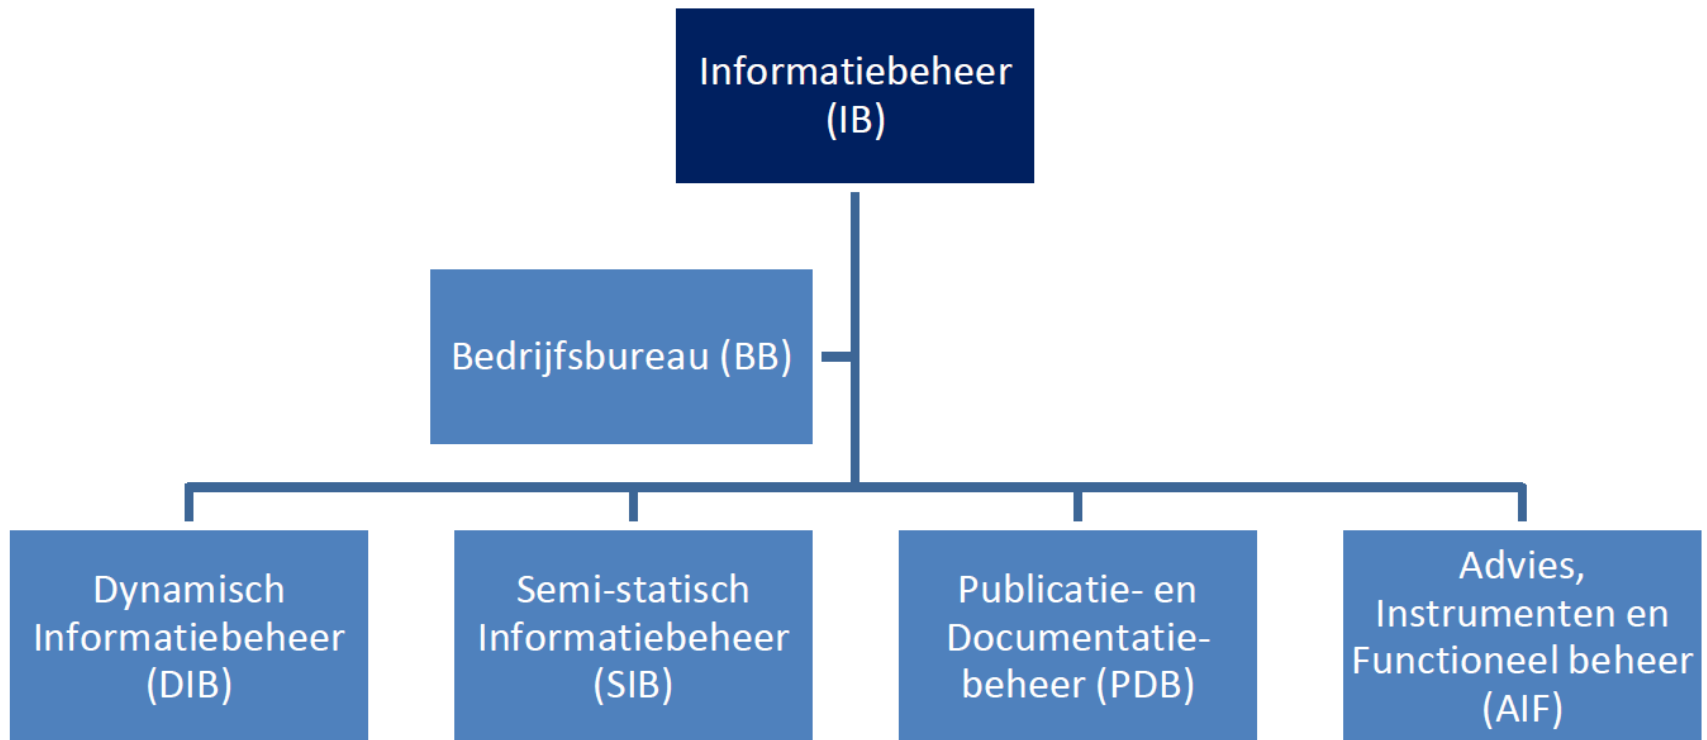 Informatiebeheer
(IB)
Bedrijfsbureau (BB)
Dynamisch
Informatiebeheer
(DIB)
Semi-statisch
Informatiebeheer
(SIB)
Publicatie- en
Documentatie-
beheer (PDB)
Advies,
Instrumenten en
Functioneel beheer
(AIF)